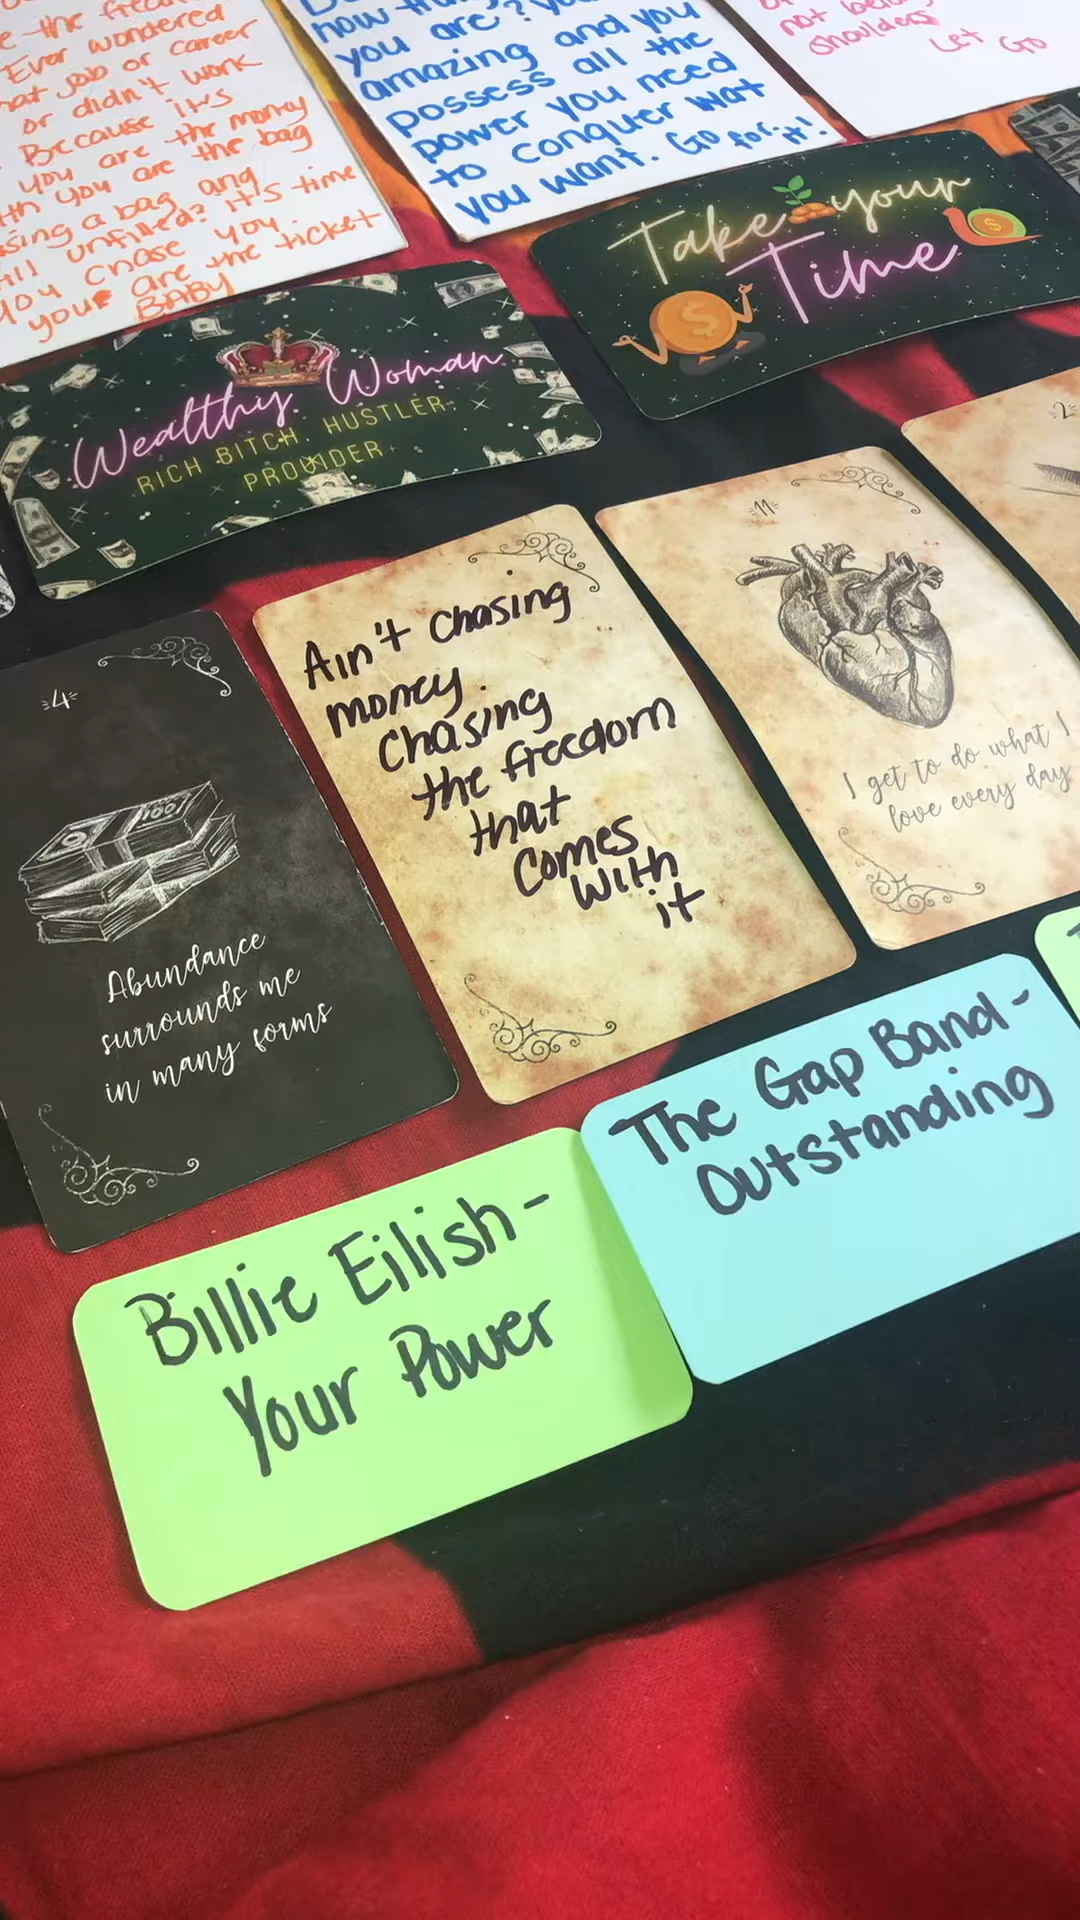 Ever wondered
job or career
or didn't work
Because it's
you are the money
you are the bag
a bag and
unfilled? it's time
you chase you.
your are the ticket
BABY
you are?
amazing and you
possess all the
power you need
to conquer wat
you want. Go for it!
not
shoulders
Let Go
Wealthy Woman
RICH BITCH, HUSTLER,
PROVIDER
Take your
Time
4
100
Abundance
surrounds me
in many forms
Ain't chasing
money.
Chasing
the freedom
that
comes
with
it
11
I get to do what I
love every day
2
Billie Eilish-
Your Power
The Gap Band-
Outstanding